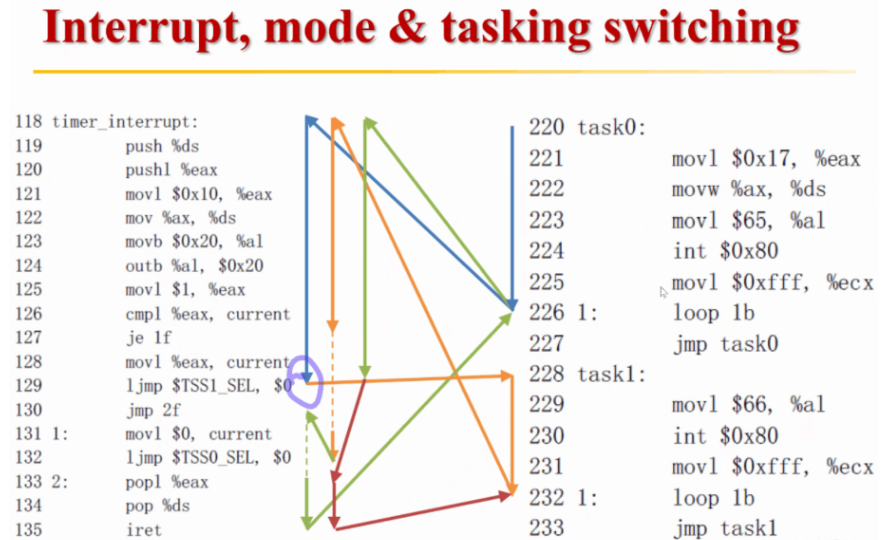 Interrupt, mode & tasking switching
118 timer_interrupt:
119 push %ds
120 pushl %eax
121 movl $0x10, %eax
122 mov %ax, %ds
123 movb $0x20, %al
124 outb %al, $0x20
125 movl $1, %eax
126 cmpl %eax, current
127 je 1f
128 movl %eax, current
129 ljmp $TSS1_SEL, $0
130 jmp 2f
131 1: movl $0, current
132 ljmp $TSS0_SEL, $0
133 2: popl %eax
134 pop %ds
135 iret
220 task0:
221 movl $0x17, %eax
222 movw %ax, %ds
223 movl $65, %al
224 int $0x80
225 movl $0xfff, %ecx
226 1: loop 1b
227 jmp task0
228 task1:
229 movl $66, %al
230 int $0x80
231 movl $0xfff, %ecx
232 1: loop 1b
233 jmp task1